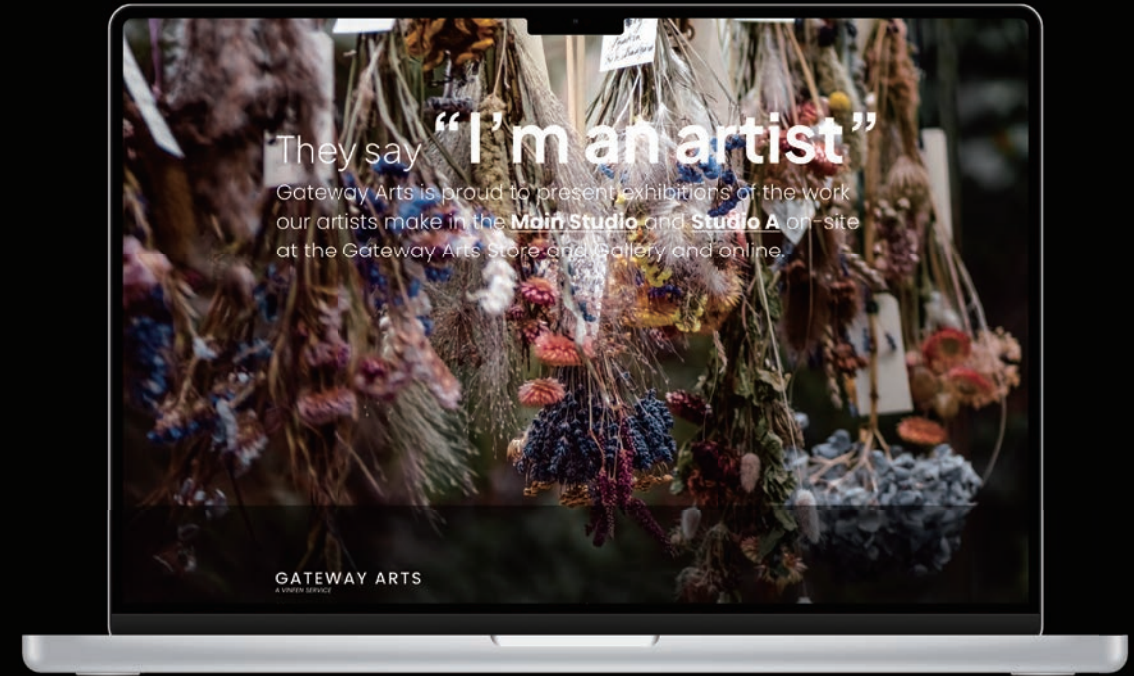 They say “I’m an artist”
Gateway Arts is proud to present exhibitions of the work
our artists make in the Main Studio and Studio A on-site
at the Gateway Arts Store and Gallery and online.
GATEWAY ARTS
A VINFEN SERVICE